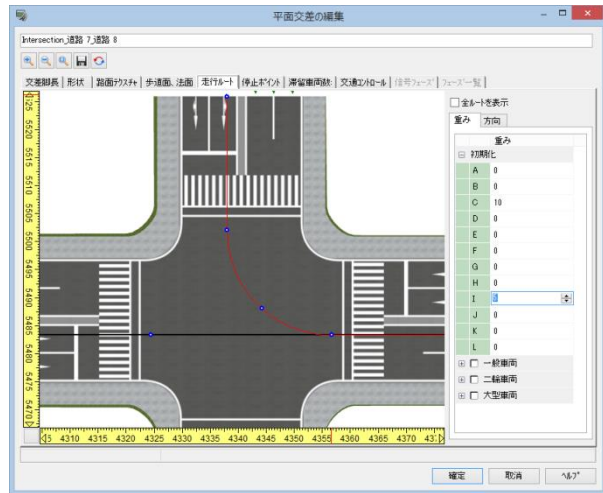 平面交差の編集
Intersection_道路 7_道路 8
交差脚長 形状 路面テクスチャ 歩道面、法面 走行ルート 停止ポイント 滞留車両数 交通コントロール 信号フェーズ フェーズ一覧
全ルートを表示
重み 方向
重み
初期化
A 0
B 0
C 10
D 0
E 0
F 0
G 0
H 0
I
J 0
K 0
L 0
一般車両
二輪車両
大型車両
5525 5520 5515 5510 5505 5500 5495 5490 5485 5480 5475 5470
4310 4315 4320 4325 4330 4335 4340 4345 4350 4355 4360 4365 4370
確定 取消 ヘルプ